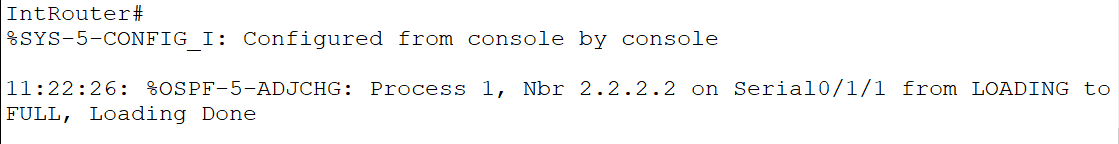 IntRouter#
%SYS-5-CONFIG_I: Configured from console by console
11:22:26: %OSPF-5-ADJCHG: Process 1, Nbr 2.2.2.2 on Serial0/1/1 from LOADING to
FULL, Loading Done